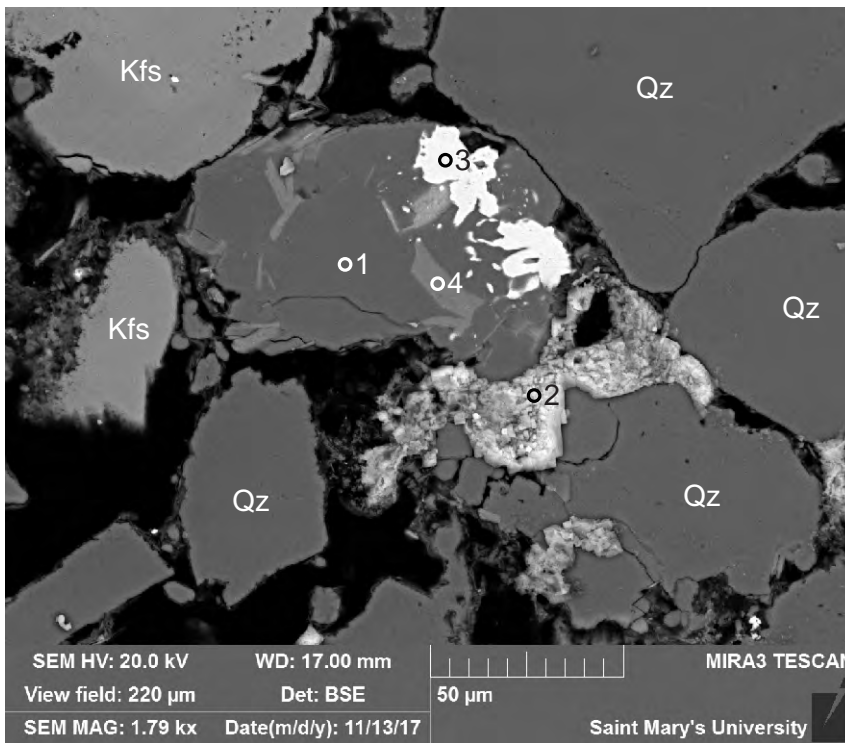 Kfs
Qz
3
1
4
Qz
Kfs
2
Qz
Qz
SEM HV: 20.0 kV WD: 17.00 mm MIRA3 TESCAN
View field: 220 µm Det: BSE 50 µm
SEM MAG: 1.79 kx Date(m/d/y): 11/13/17 Saint Mary's University